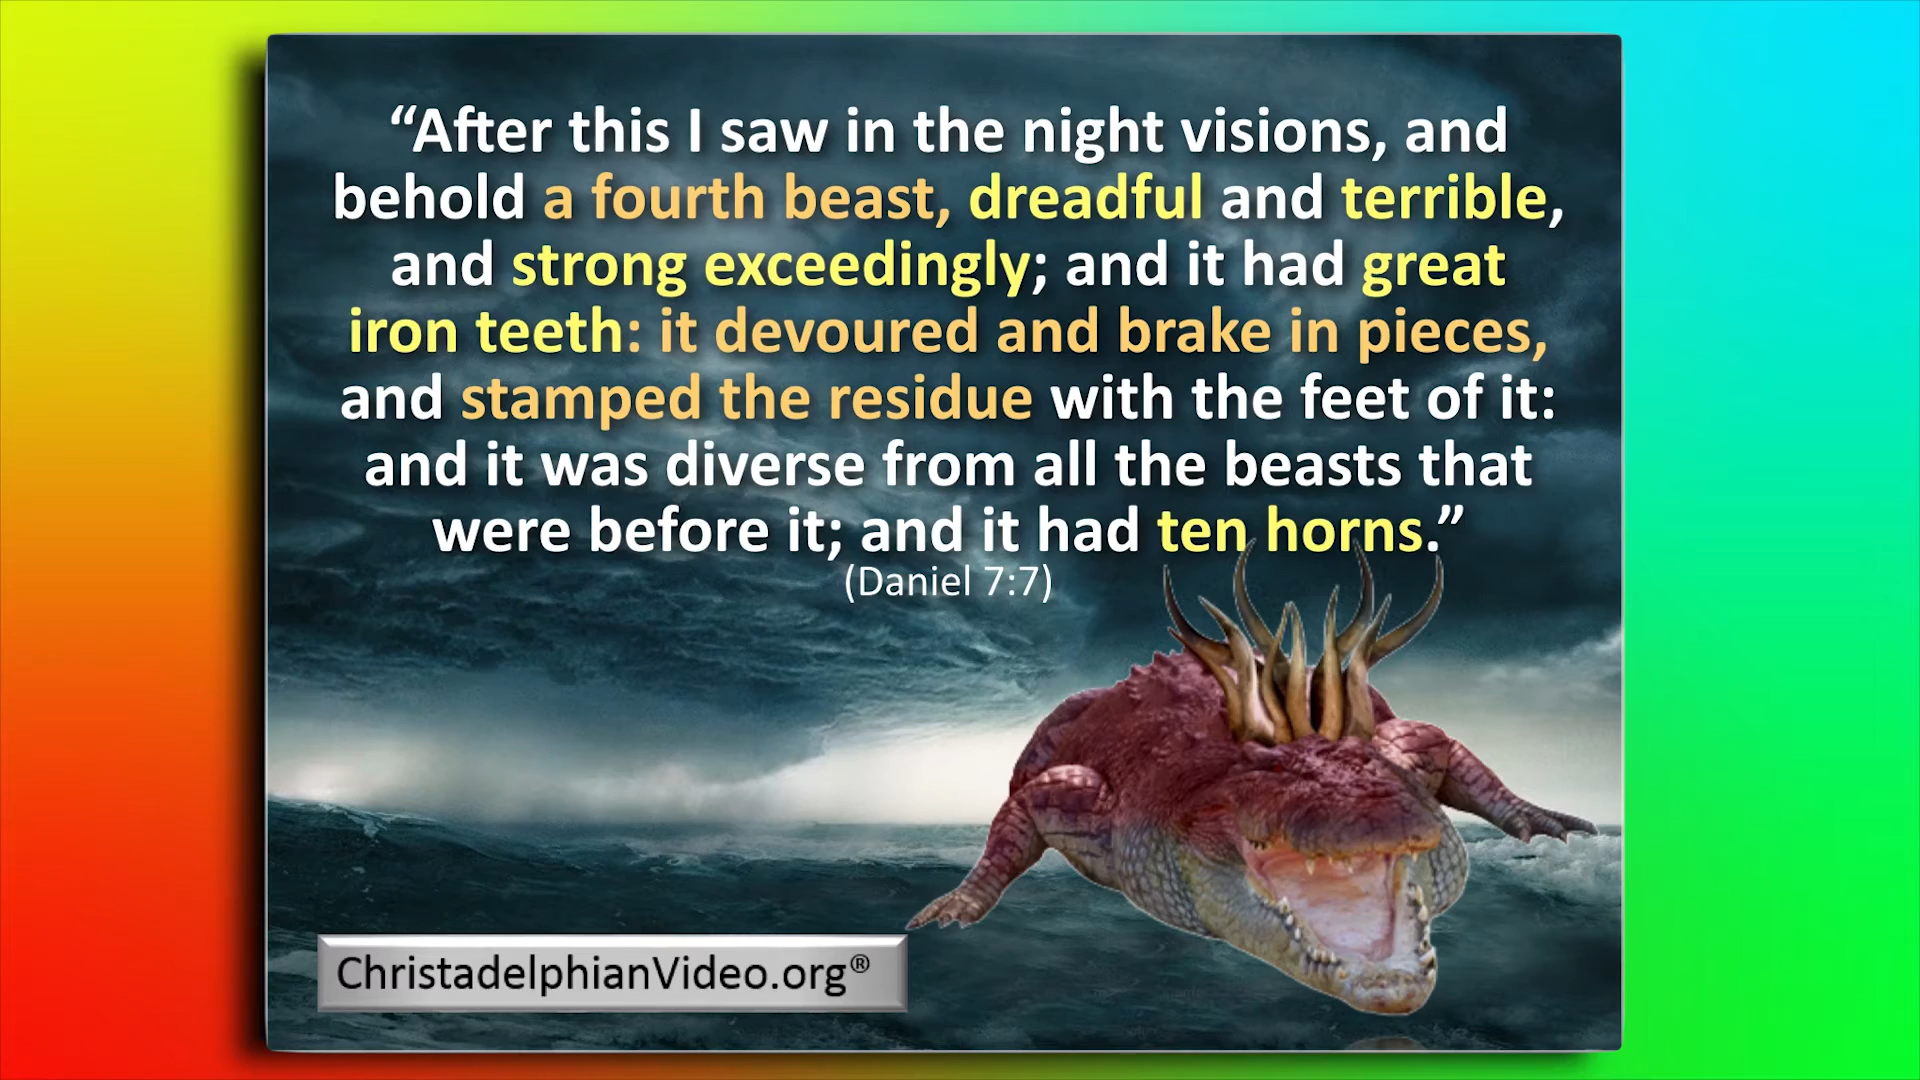 “After this I saw in the night visions, and
behold a fourth beast, dreadful and terrible,
and strong exceedingly; and it had great
iron teeth: it devoured and brake in pieces,
and stamped the residue with the feet of it:
and it was diverse from all the beasts that
were before it; and it had ten horns.”
(Daniel 7:7)
ChristadelphianVideo.org®